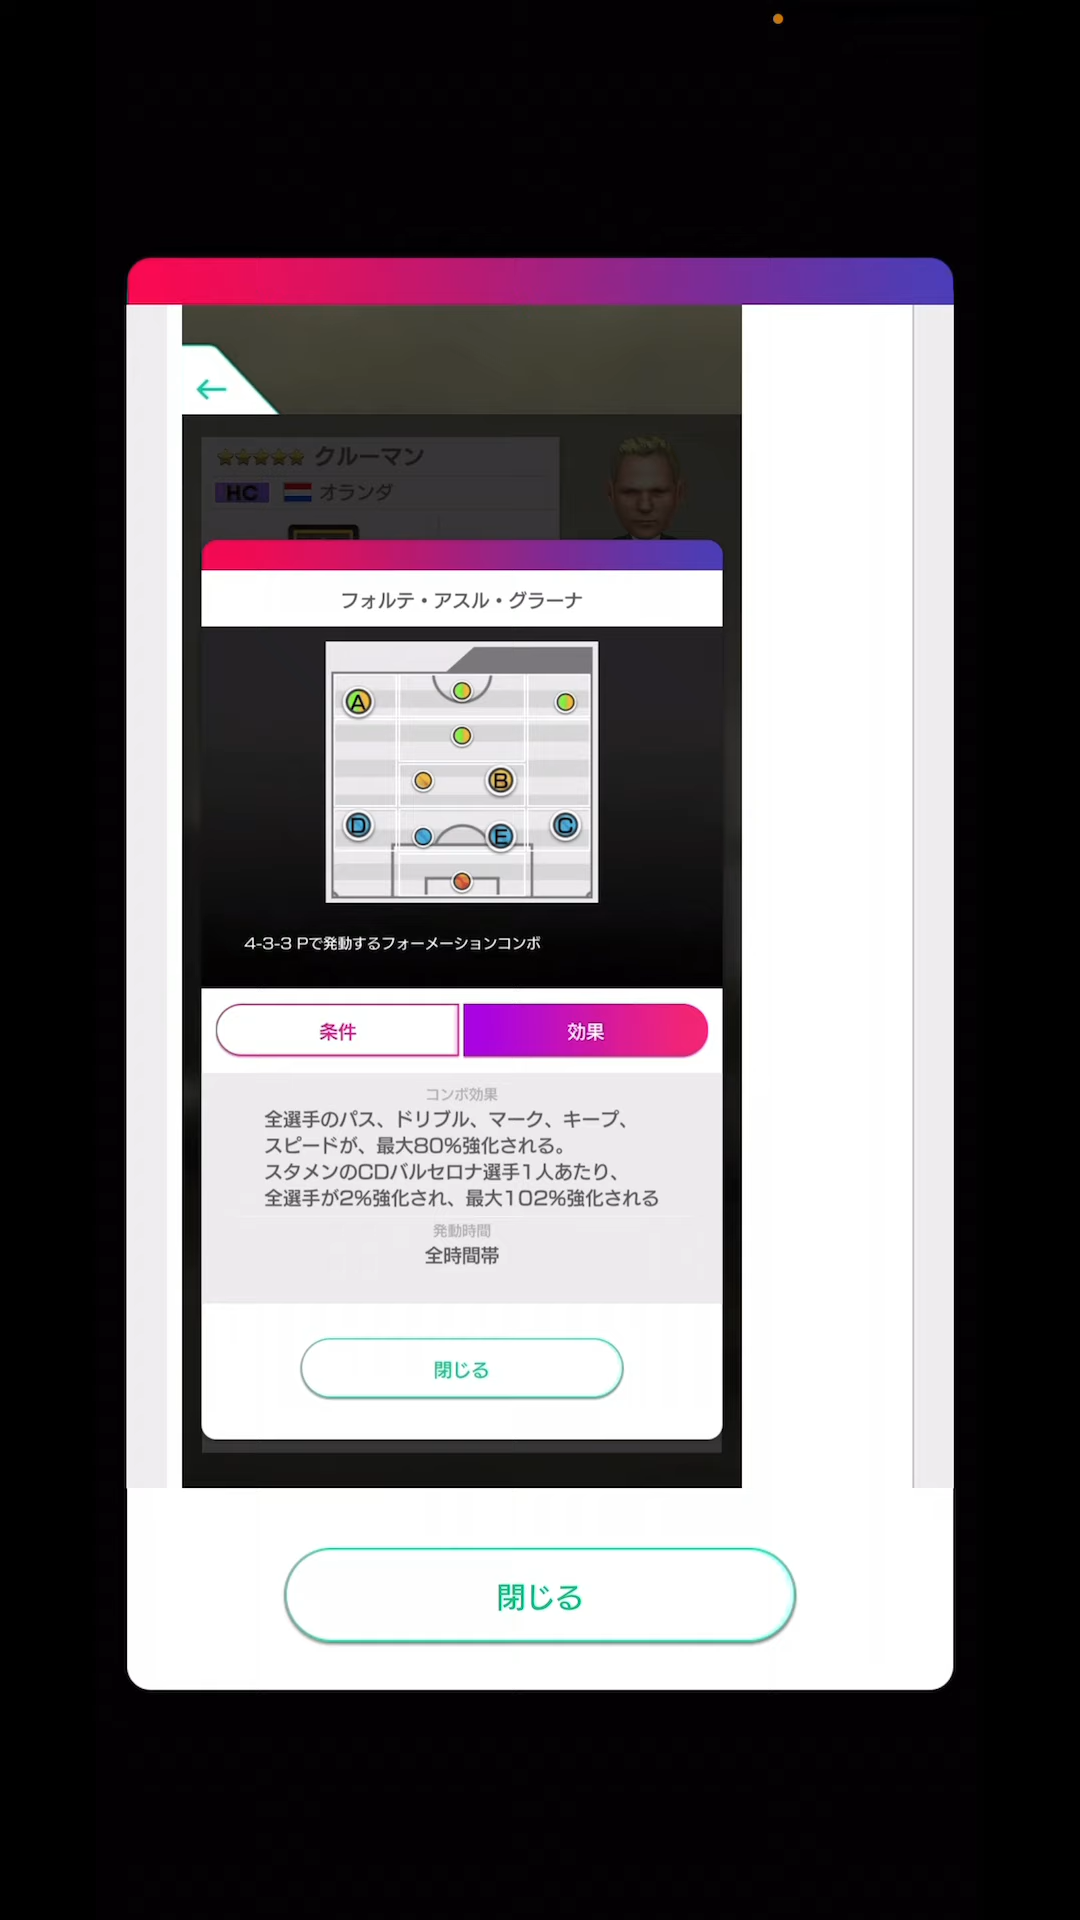 ★★★★★ クルーマン
HC オランダ
フォルテ・アスル・グラーナ
A
B
D
E
C
4-3-3 Pで発動するフォーメーションコンボ
条件
効果
コンボ効果
全選手のパス、ドリブル、マーク、キープ、
スピードが、最大80%強化される。
スタメンのCDバルセロナ選手1人あたり、
全選手が2%強化され、最大102%強化される
発動時間
全時間帯
閉じる
閉じる